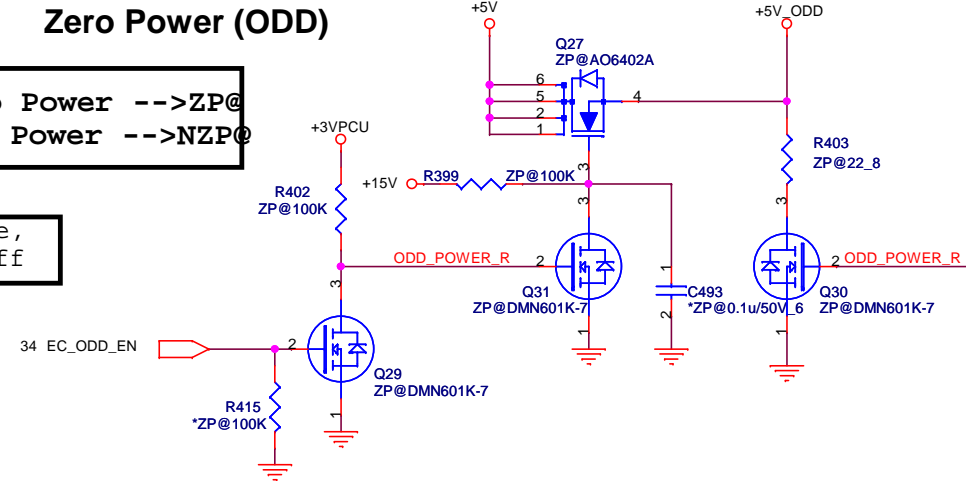 Zero Power (ODD)
Power -->ZP@
Power -->NZP@
ff
+5V
+5V_ODD
Q27
ZP@AO6402A
6
5
2
1
4
3
+3VPCU
R402
ZP@100K
+15V
R399
ZP@100K
R403
ZP@22_8
3
3
3
ODD_POWER_R
2
Q31
ZP@DMN601K-7
1
1
C493
*ZP@0.1u/50V_6
2
2
ODD_POWER_R
Q30
ZP@DMN601K-7
1
34 EC_ODD_EN
2
Q29
ZP@DMN601K-7
1
R415
*ZP@100K